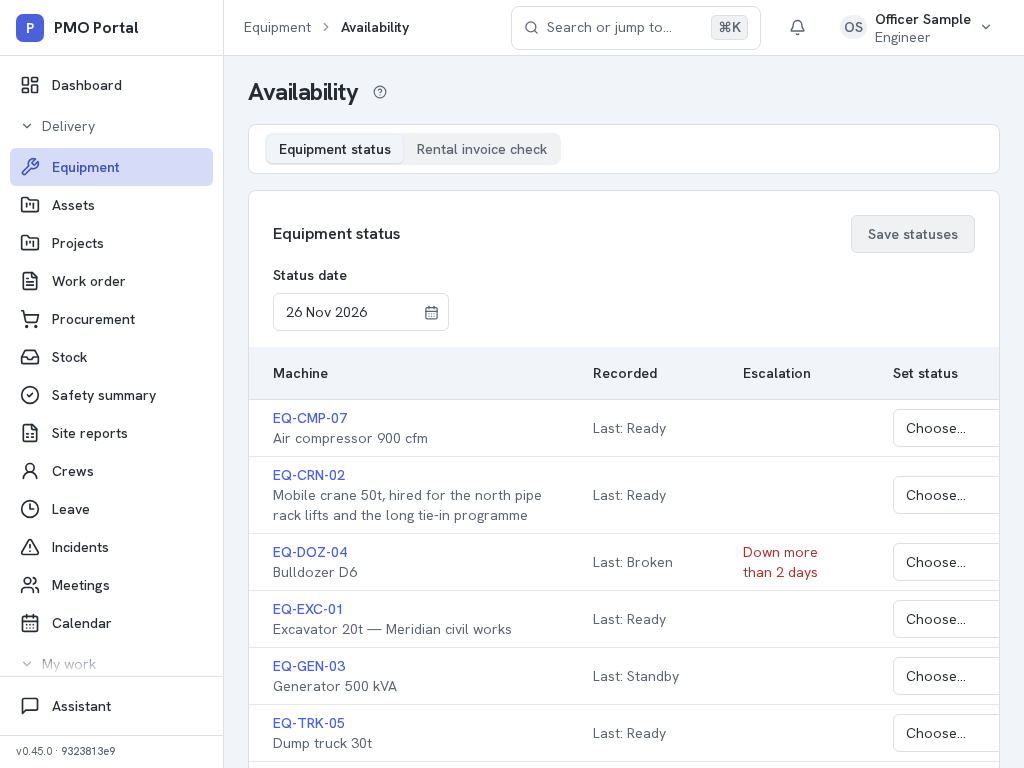 P PMO Portal
Equipment > Availability
Search or jump to... ⌘K
OS Officer Sample
Engineer
Dashboard
Delivery
Equipment
Assets
Projects
Work order
Procurement
Stock
Safety summary
Site reports
Crews
Leave
Incidents
Meetings
Calendar
My work
Assistant
v0.45.0 · 9323813e9
Availability
Equipment status Rental invoice check
Equipment status Save statuses
Status date
26 Nov 2026
Machine Recorded Escalation Set status
EQ-CMP-07
Air compressor 900 cfm
Last: Ready
Choose...
EQ-CRN-02
Mobile crane 50t, hired for the north pipe
rack lifts and the long tie-in programme
Last: Ready
Choose...
EQ-DOZ-04
Bulldozer D6
Last: Broken
Down more
than 2 days
Choose...
EQ-EXC-01
Excavator 20t — Meridian civil works
Last: Ready
Choose...
EQ-GEN-03
Generator 500 kVA
Last: Standby
Choose...
EQ-TRK-05
Dump truck 30t
Last: Ready
Choose...